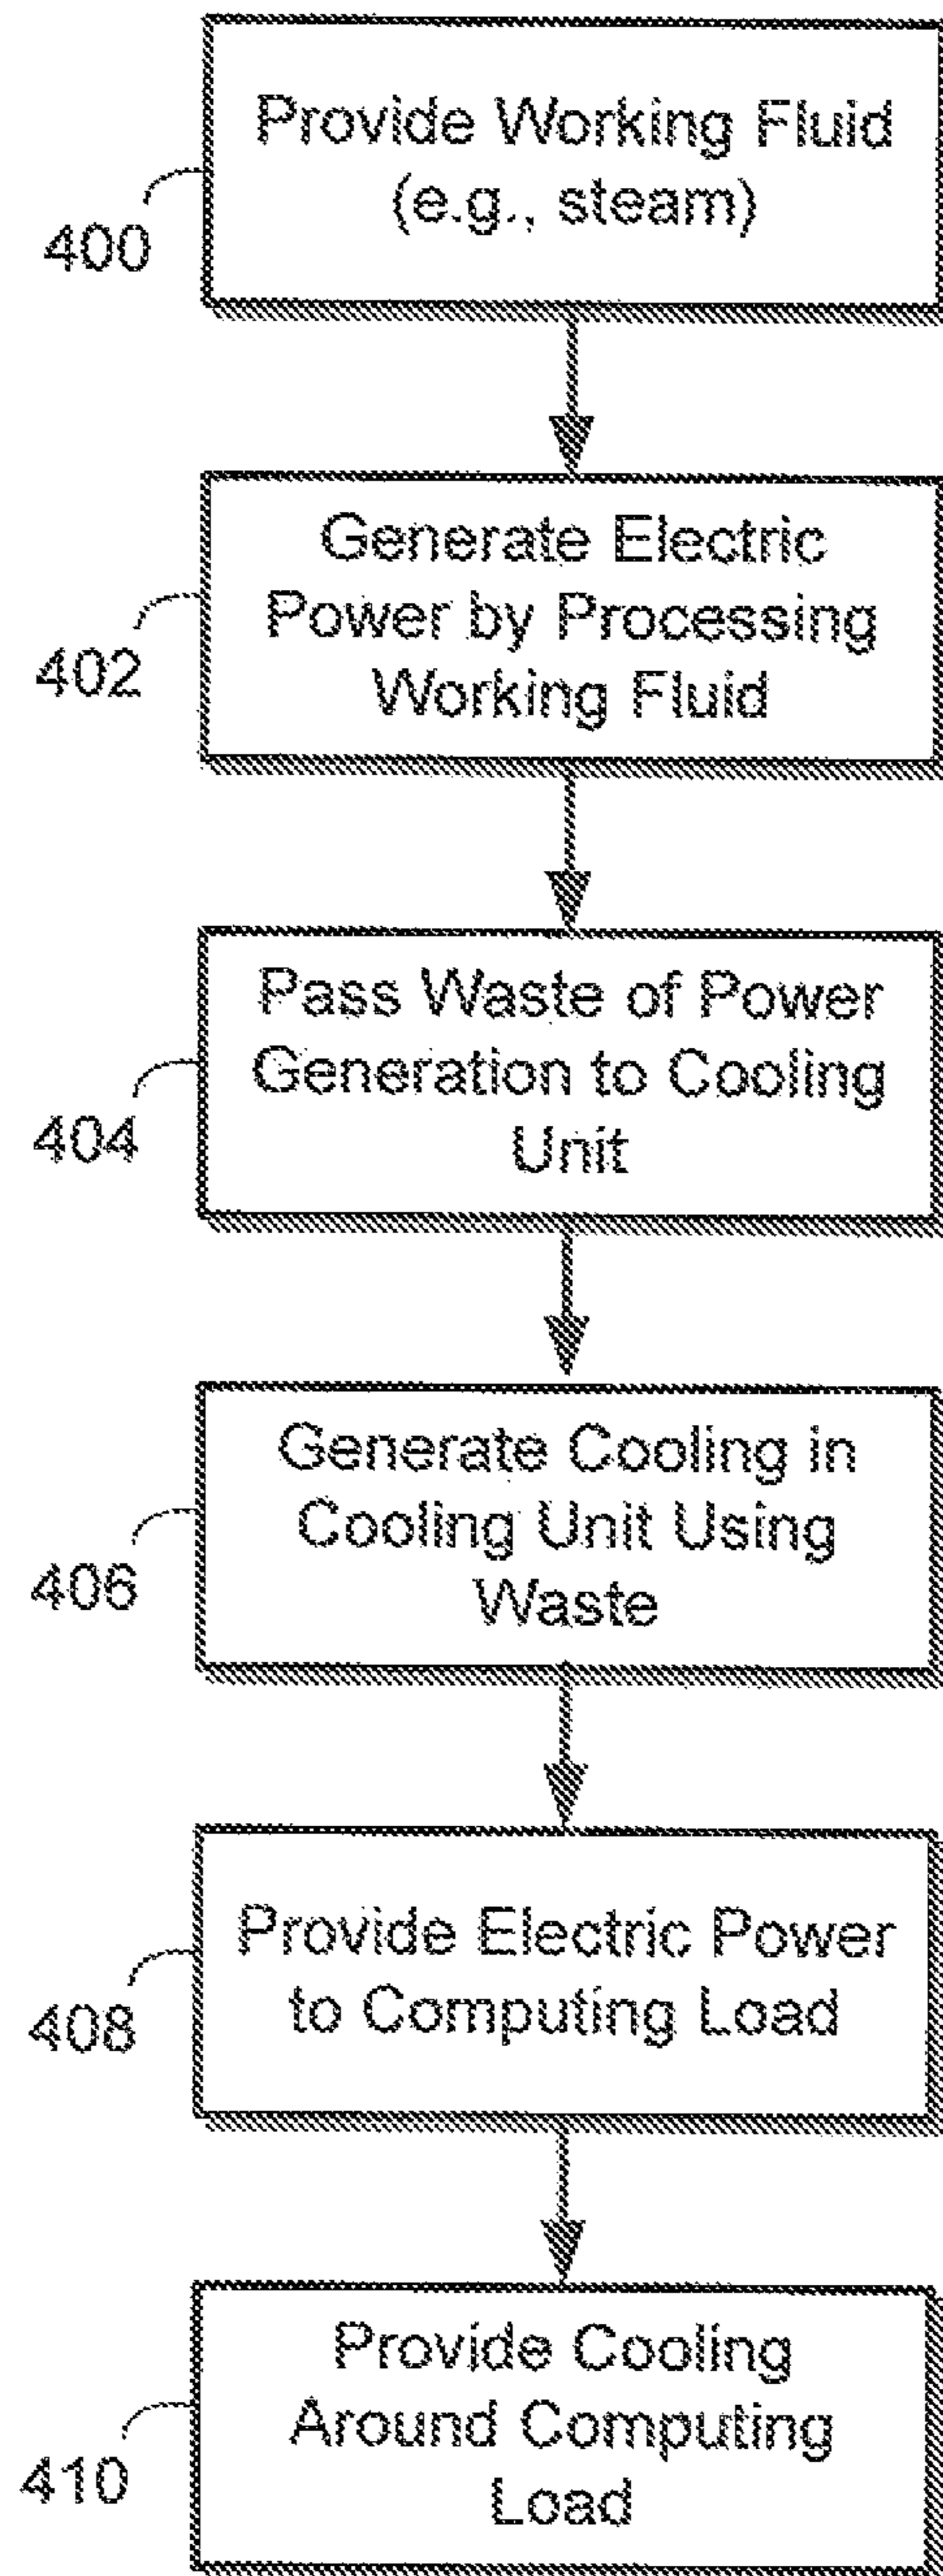 Provide Working Fluid
(e.g., steam)
400
Generate Electric
Power by Processing
Working Fluid
402
Pass Waste of Power
Generation to Cooling
Unit
404
Generate Cooling in
Cooling Unit Using
Waste
406
Provide Electric Power
to Computing Load
408
Provide Cooling
Around Computing
Load
410